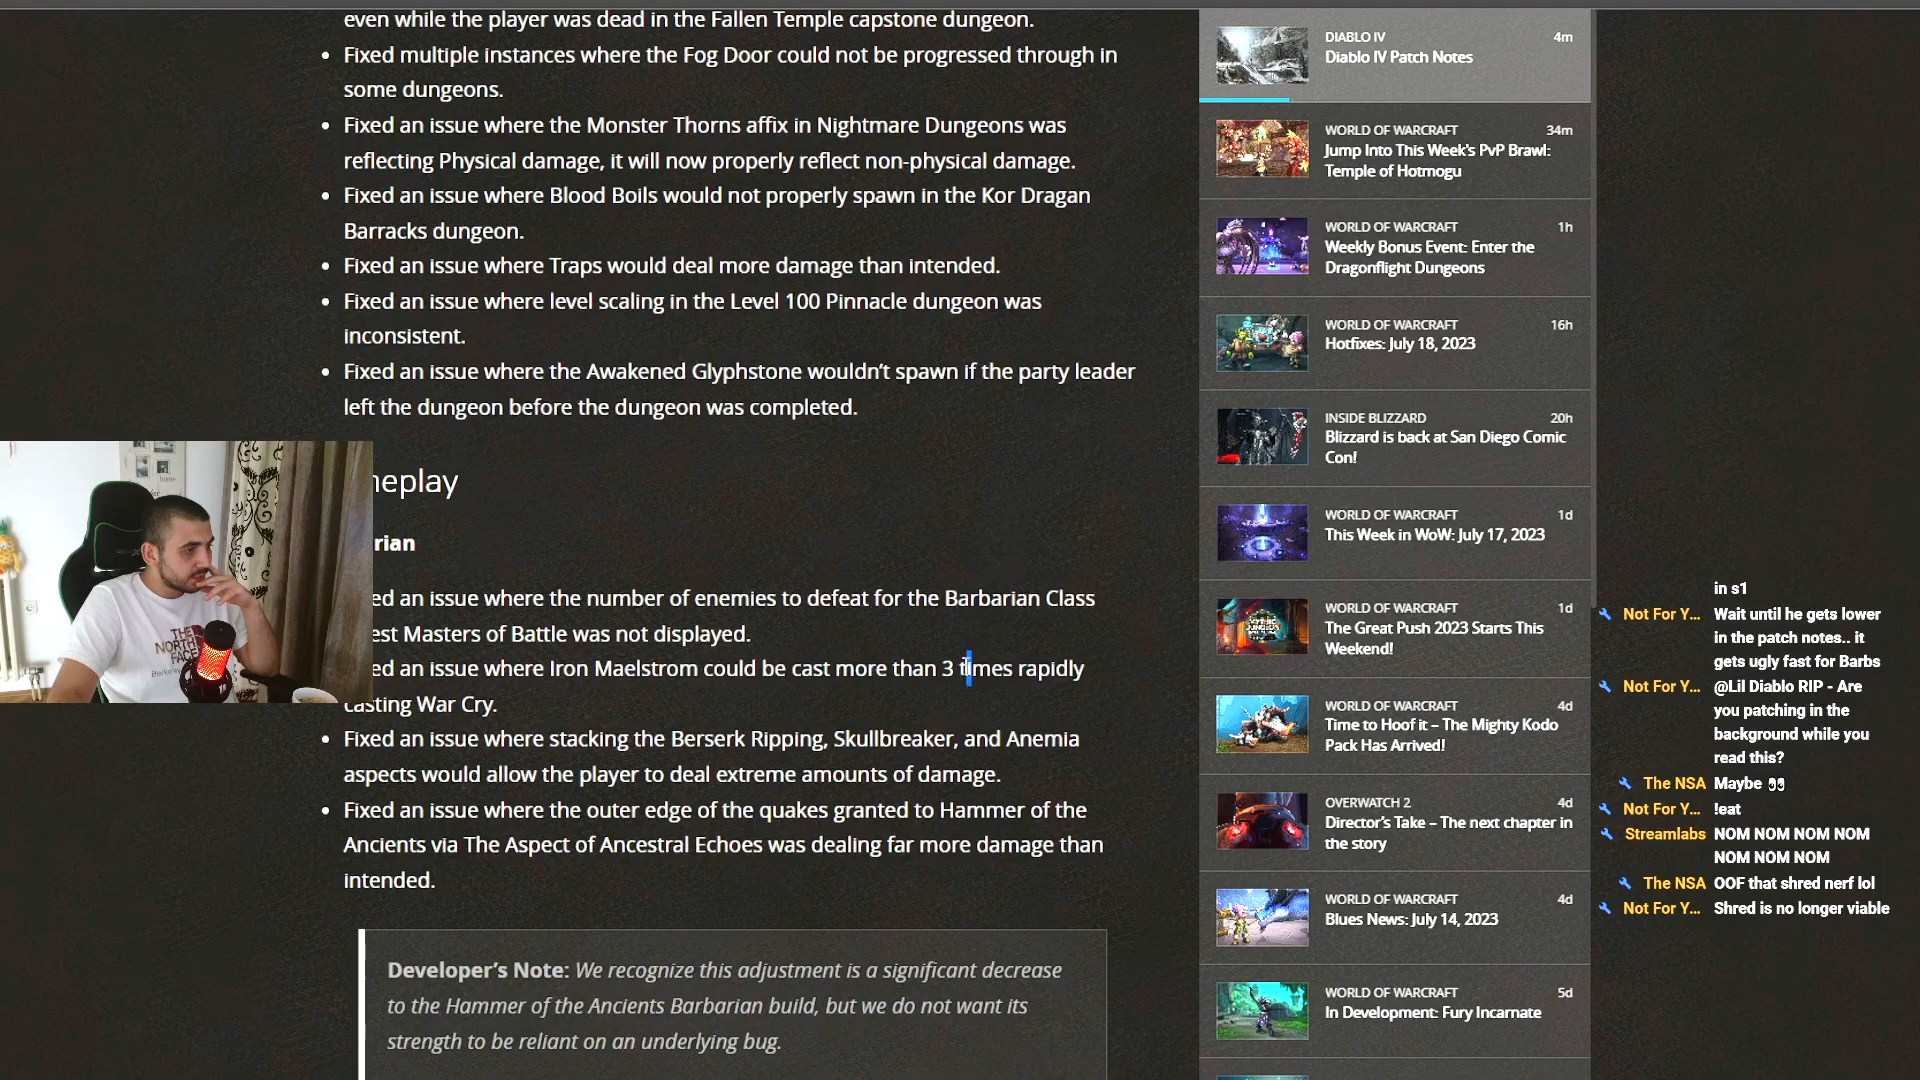 even while the player was dead in the Fallen Temple capstone dungeon.
Fixed multiple instances where the Fog Door could not be progressed through in
some dungeons.
Fixed an issue where the Monster Thorns affix in Nightmare Dungeons was
reflecting Physical damage, it will now properly reflect non-physical damage.
Fixed an issue where Blood Boils would not properly spawn in the Kor Dragan
Barracks dungeon.
Fixed an issue where Traps would deal more damage than intended.
Fixed an issue where level scaling in the Level 100 Pinnacle dungeon was
inconsistent.
Fixed an issue where the Awakened Glyphstone wouldn't spawn if the party leader
left the dungeon before the dungeon was completed.
neplay
rian
ed an issue where the number of enemies to defeat for the Barbarian Class
est Masters of Battle was not displayed.
ed an issue where Iron Maelstrom could be cast more than 3 times rapidly
casting War Cry.
Fixed an issue where stacking the Berserk Ripping, Skullbreaker, and Anemia
aspects would allow the player to deal extreme amounts of damage.
Fixed an issue where the outer edge of the quakes granted to Hammer of the
Ancients via The Aspect of Ancestral Echoes was dealing far more damage than
intended.
Developer's Note: We recognize this adjustment is a significant decrease
to the Hammer of the Ancients Barbarian build, but we do not want its
strength to be reliant on an underlying bug.
DIABLO IV 4m
Diablo IV Patch Notes
WORLD OF WARCRAFT 34m
Jump Into This Week's PvP Brawl:
Temple of Hotmogu
WORLD OF WARCRAFT 1h
Weekly Bonus Event: Enter the
Dragonflight Dungeons
WORLD OF WARCRAFT 16h
Hotfixes: July 18, 2023
INSIDE BLIZZARD 20h
Blizzard is back at San Diego Comic
Con!
WORLD OF WARCRAFT 1d
This Week in WoW: July 17, 2023
WORLD OF WARCRAFT 1d
The Great Push 2023 Starts This
Weekend!
WORLD OF WARCRAFT 4d
Time to Hoof it – The Mighty Kodo
Pack Has Arrived!
OVERWATCH 2 4d
Director's Take – The next chapter in
the story
WORLD OF WARCRAFT 4d
Blues News: July 14, 2023
WORLD OF WARCRAFT 5d
In Development: Fury Incarnate
in s1
Not For Y... Wait until he gets lower
in the patch notes.. it
gets ugly fast for Barbs
Not For Y... @Lil Diablo RIP - Are
you patching in the
background while you
read this?
The NSA Maybe 👀
Not For Y... !eat
Streamlabs NOM NOM NOM NOM
NOM NOM NOM
The NSA OOF that shred nerf lol
Not For Y... Shred is no longer viable
THE
NORTH
FACE